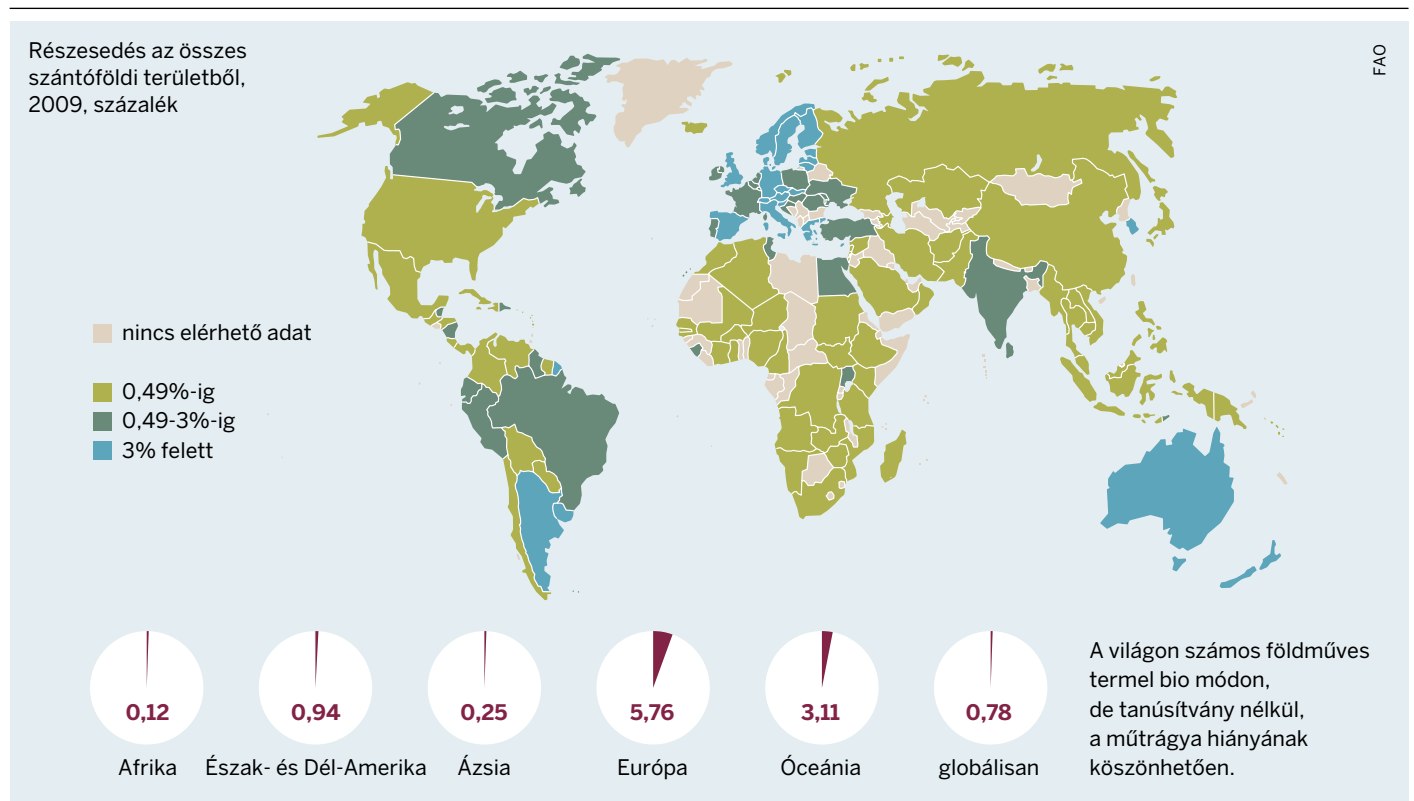 Részesedés az összes
szántóföldi területből,
2009, százalék
FAO
nincs elérhető adat
0,49%-ig
0,49-3%-ig
3% felett
0,12
Afrika
0,94
Észak- és Dél-Amerika
0,25
Ázsia
5,76
Európa
3,11
Óceánia
0,78
globálisan
A világon számos földműves
termel bio módon,
de tanúsítvány nélkül,
a műtrágya hiányának
köszönhetően.